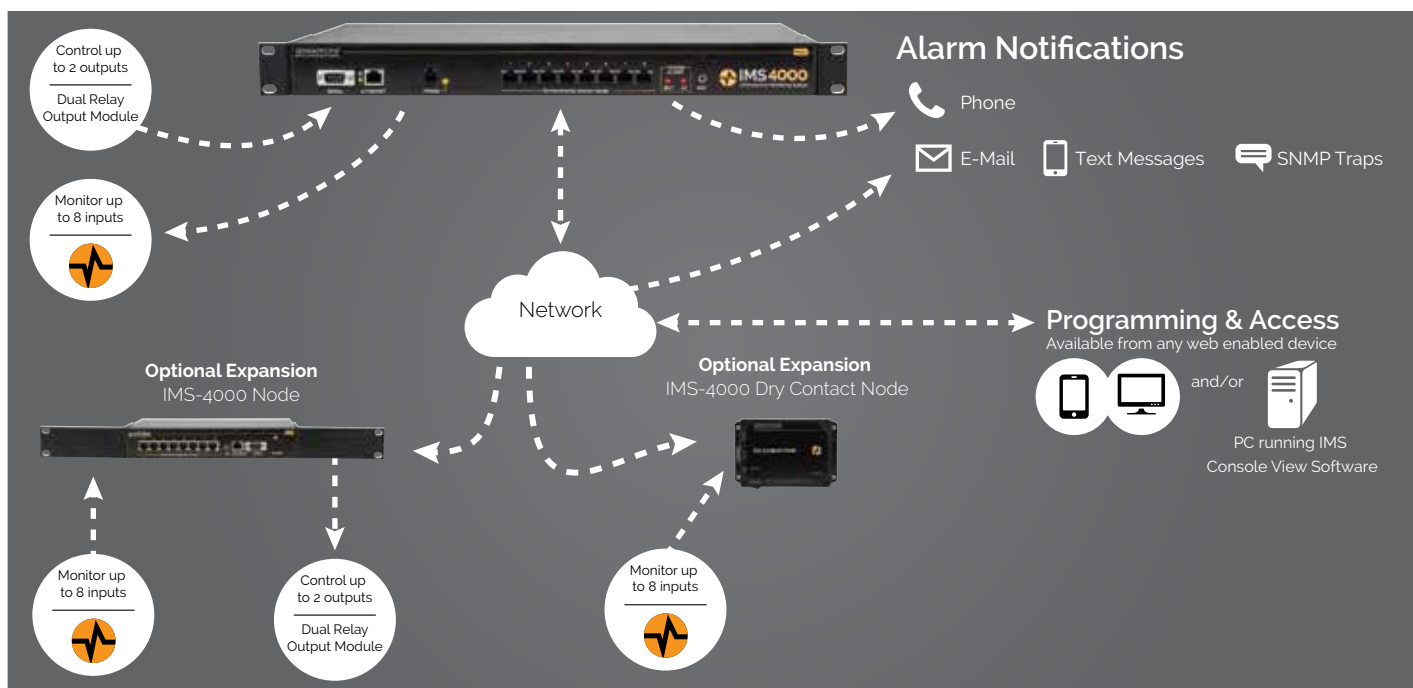 Control up
to 2 outputs
Dual Relay
Output Module
IMS4000
Alarm Notifications
Phone
E-Mail
Text Messages
SNMP Traps
Monitor up
to 8 inputs
Network
Programming & Access
Available from any web enabled device
and/or
PC running IMS
Console View Software
Optional Expansion
IMS-4000 Node
Optional Expansion
IMS-4000 Dry Contact Node
Monitor up
to 8 inputs
Control up
to 2 outputs
Dual Relay
Output Module
Monitor up
to 8 inputs